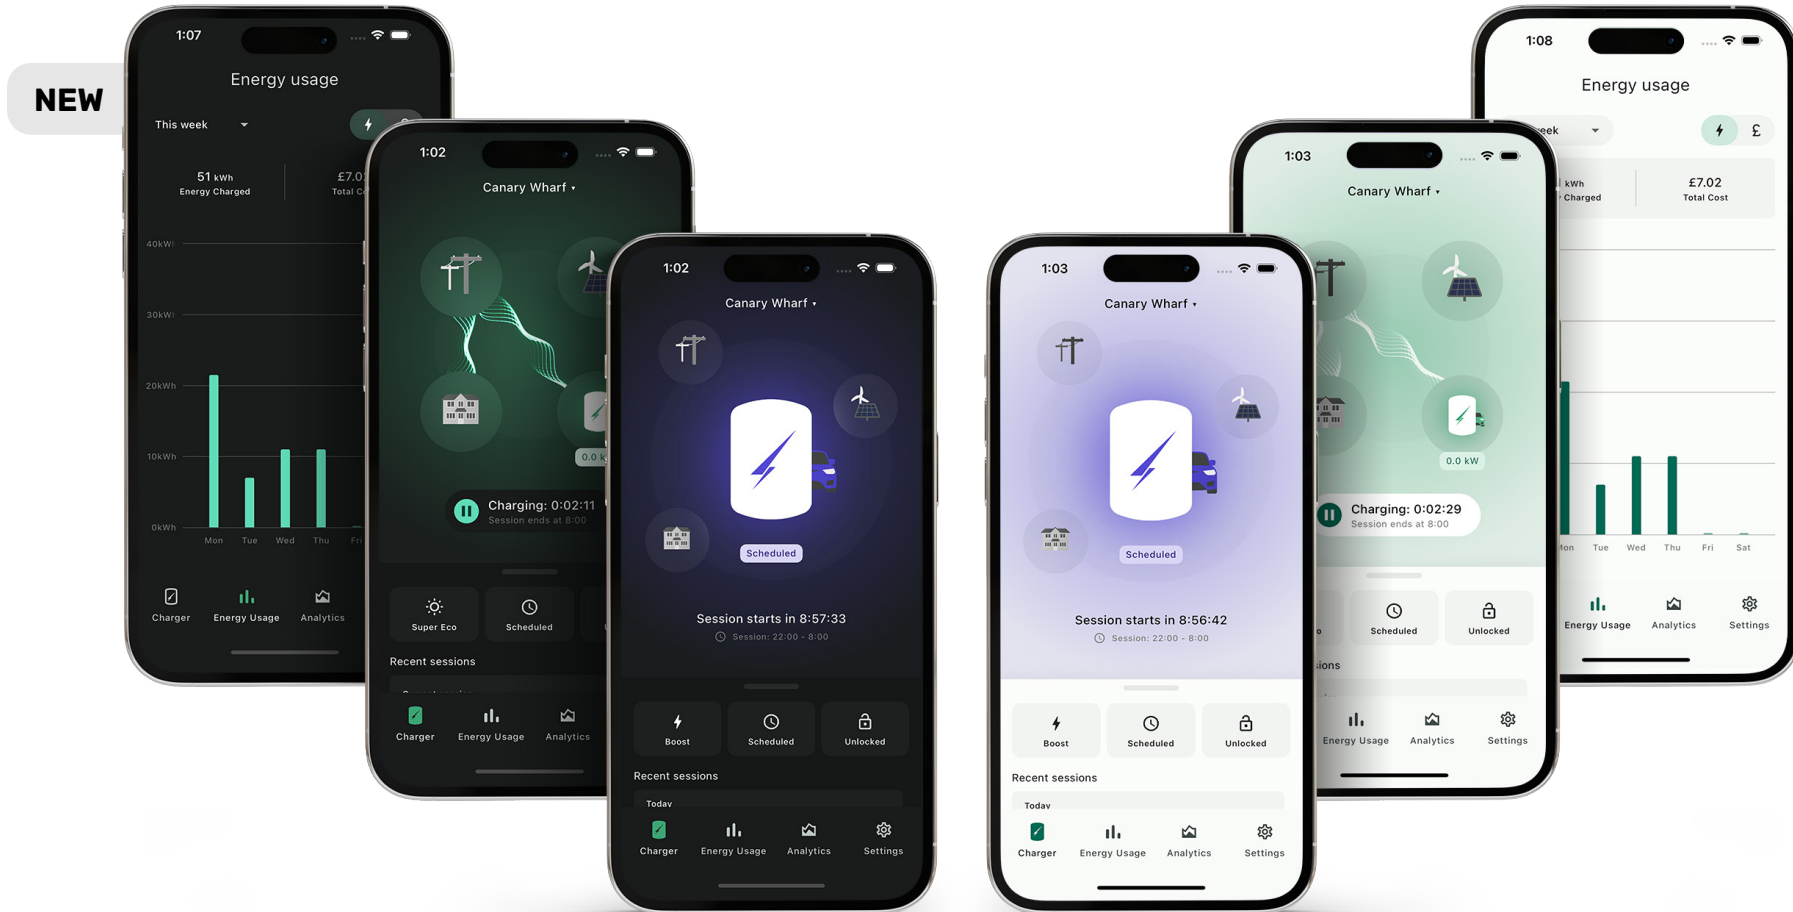 NEW
1:07
Energy usage
This week
51 kWh
Energy Charged
40kWh
30kWh
20kWh
10kWh
0kWh
Mon Tue Wed Thu Fri
Charger Energy Usage Analytics
1:02
Canary Wharf
Charging: 0:02:11
Session ends at 8:00
Super Eco Scheduled
Recent sessions
Charger Energy Usage Analytics
1:02
Canary Wharf
Scheduled
Session starts in 8:57:33
Session: 22:00 - 8:00
Boost Scheduled Unlocked
Recent sessions
Today
Charger Energy Usage Analytics Settings
1:03
Canary Wharf
Scheduled
Session starts in 8:56:42
Session: 22:00 - 8:00
Boost Scheduled Unlocked
Recent sessions
Today
Charger Energy Usage Analytics Settings
1:03
Canary Wharf
0.0 kW
Charging: 0:02:29
Session ends at 8:00
Scheduled Unlocked
Energy Usage Analytics Settings
1:08
Energy usage
£
kWh
Charged
£7.02
Total Cost
Mon Tue Wed Thu Fri Sat
Energy Usage Analytics Settings